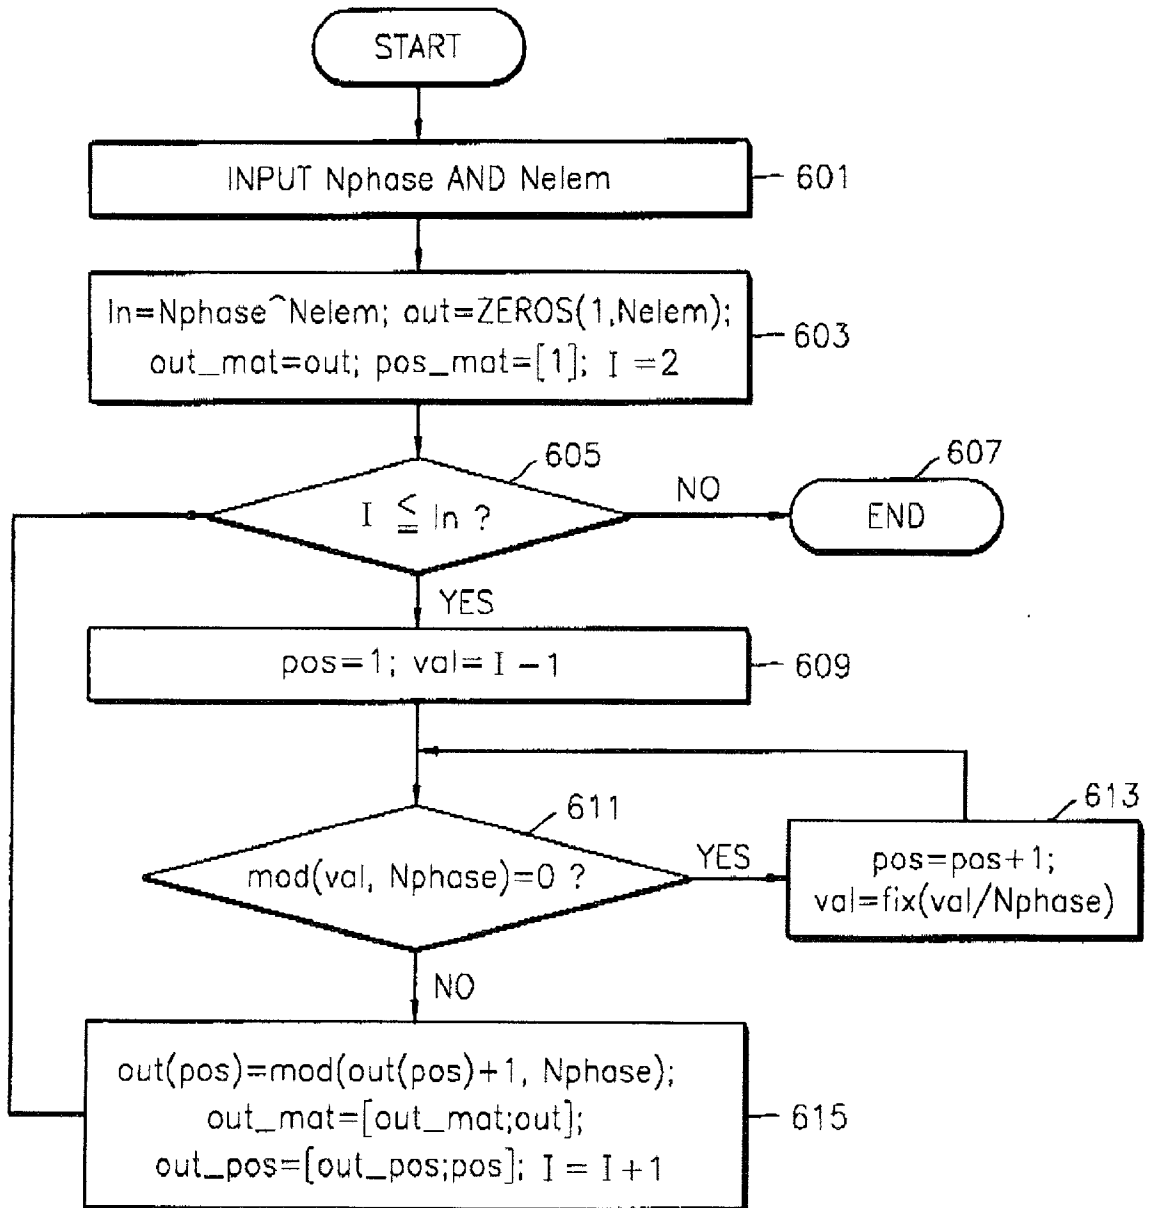 START
INPUT Nphase AND Nelem
601
ln=Nphase^Nelem; out=ZEROS(1,Nelem);
out_mat=out; pos_mat=[1]; I =2
603
605
I ≦ ln ?
NO
607
END
YES
pos=1; val= I −1
609
611
mod(val, Nphase)=0 ?
YES
613
pos=pos+1;
val=fix(val/Nphase)
NO
out(pos)=mod(out(pos)+1, Nphase);
out_mat=[out_mat;out];
out_pos=[out_pos;pos]; I = I +1
615